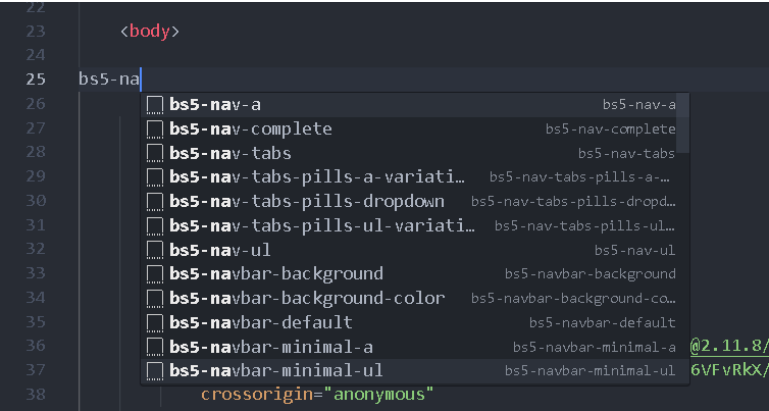 22
23 <body>
24
25 bs5-na
26 bs5-nav-a bs5-nav-a
27 bs5-nav-complete bs5-nav-complete
28 bs5-nav-tabs bs5-nav-tabs
29 bs5-nav-tabs-pills-a-variati… bs5-nav-tabs-pills-a-…
30 bs5-nav-tabs-pills-dropdown bs5-nav-tabs-pills-dropd…
31 bs5-nav-tabs-pills-ul-variati… bs5-nav-tabs-pills-ul…
32 bs5-nav-ul bs5-nav-ul
33 bs5-navbar-background bs5-navbar-background
34 bs5-navbar-background-color bs5-navbar-background-co…
35 bs5-navbar-default bs5-navbar-default
36 bs5-navbar-minimal-a bs5-navbar-minimal-a @2.11.8/
37 bs5-navbar-minimal-ul bs5-navbar-minimal-ul 6VFvRkX/
38 crossorigin="anonymous"